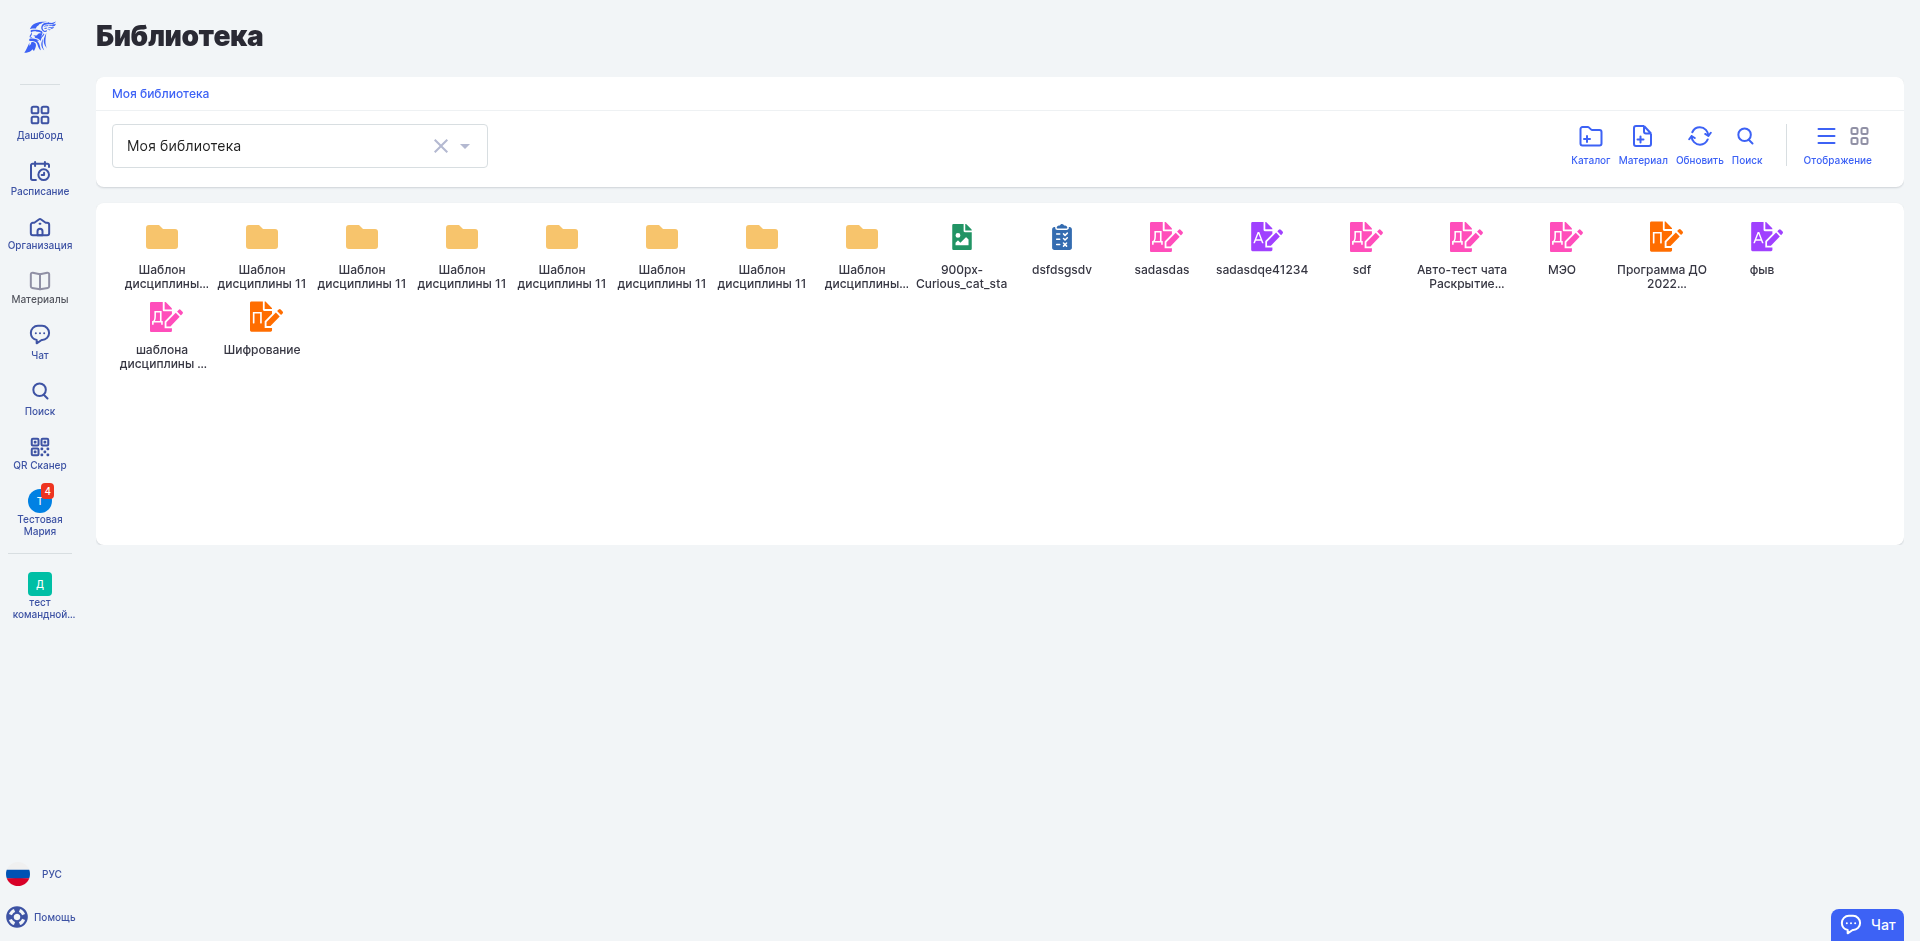 Библиотека
Моя библиотека
Моя библиотека
Каталог
Материал
Обновить
Поиск
Отображение
Дашборд
Расписание
Организация
Материалы
Чат
Поиск
QR Сканер
Т
4
Тестовая
Мария
Д
тест
командной...
РУС
Помощь
Шаблон
дисциплины...
Шаблон
дисциплины 11
Шаблон
дисциплины 11
Шаблон
дисциплины 11
Шаблон
дисциплины 11
Шаблон
дисциплины 11
Шаблон
дисциплины 11
Шаблон
дисциплины...
900px-
Curious_cat_sta
dsfdsgsdv
Д
sadasdas
А
sadasdqe41234
Д
sdf
Д
Авто-тест чата
Раскрытие...
Д
МЭО
П
Программа ДО
2022...
А
фыв
Д
шаблона
дисциплины ...
П
Шифрование
Чат